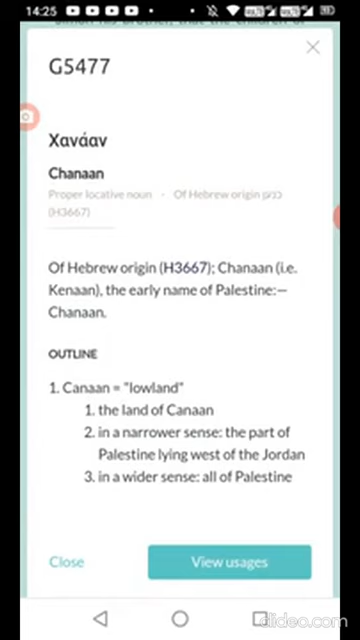 14:25
G5477
Χανάαν
Chanaan
Proper locative noun · Of Hebrew origin כנען
(H3667)
Of Hebrew origin (H3667); Chanaan (i.e.
Kenaan), the early name of Palestine:—
Chanaan.
OUTLINE
1. Canaan = "lowland"
1. the land of Canaan
2. in a narrower sense: the part of
Palestine lying west of the Jordan
3. in a wider sense: all of Palestine
Close
View usages
clideo.com